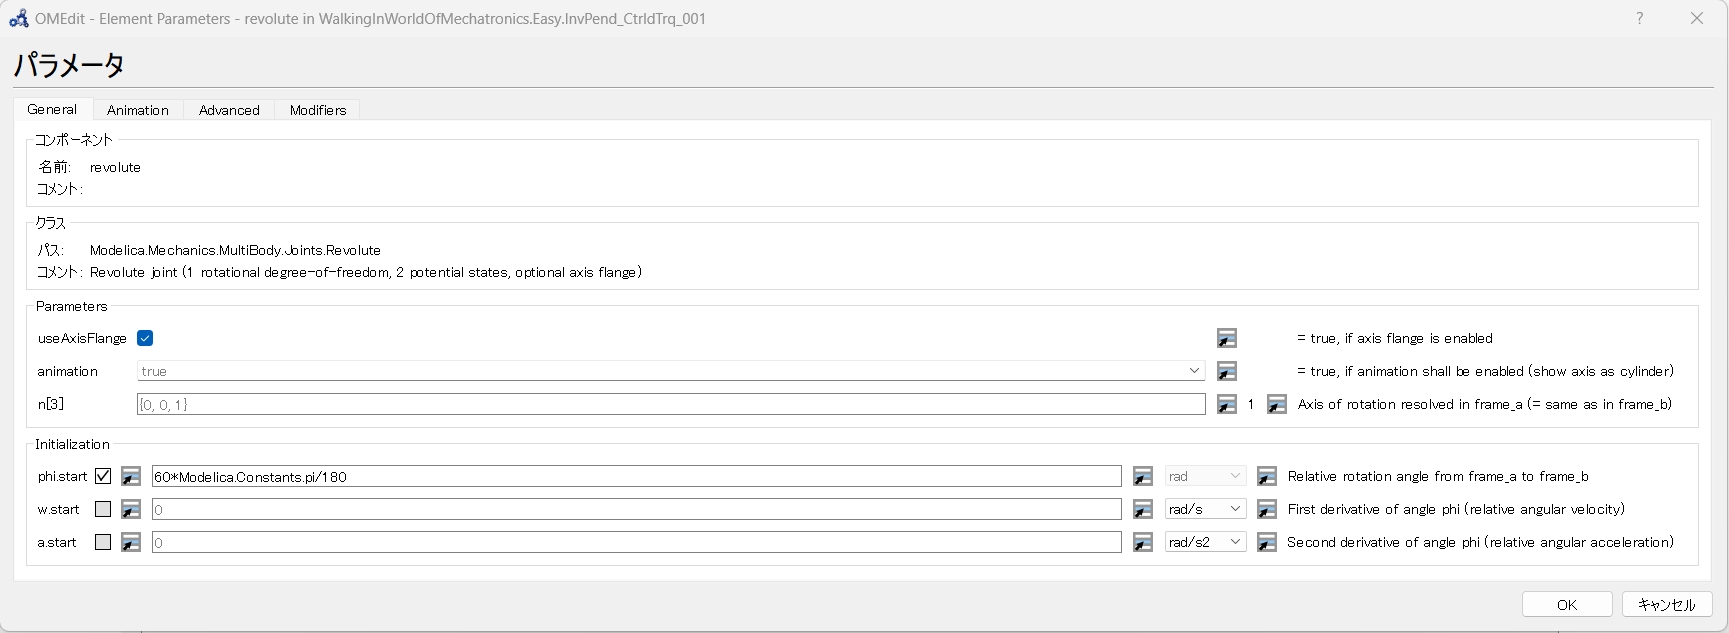 OMEdit - Element Parameters - revolute in WalkingInWorldOfMechatronics.Easy.InvPend_CtrldTrq_001 ?
パラメータ
General Animation Advanced Modifiers
コンポーネント
名前: revolute
コメント:
クラス
パス: Modelica.Mechanics.MultiBody.Joints.Revolute
コメント: Revolute joint (1 rotational degree-of-freedom, 2 potential states, optional axis flange)
Parameters
useAxisFlange = true, if axis flange is enabled
animation true = true, if animation shall be enabled (show axis as cylinder)
n[3] {0, 0, 1} 1 Axis of rotation resolved in frame_a (= same as in frame_b)
Initialization
phi.start 60*Modelica.Constants.pi/180 rad Relative rotation angle from frame_a to frame_b
w.start 0 rad/s First derivative of angle phi (relative angular velocity)
a.start 0 rad/s2 Second derivative of angle phi (relative angular acceleration)
OK キャンセル